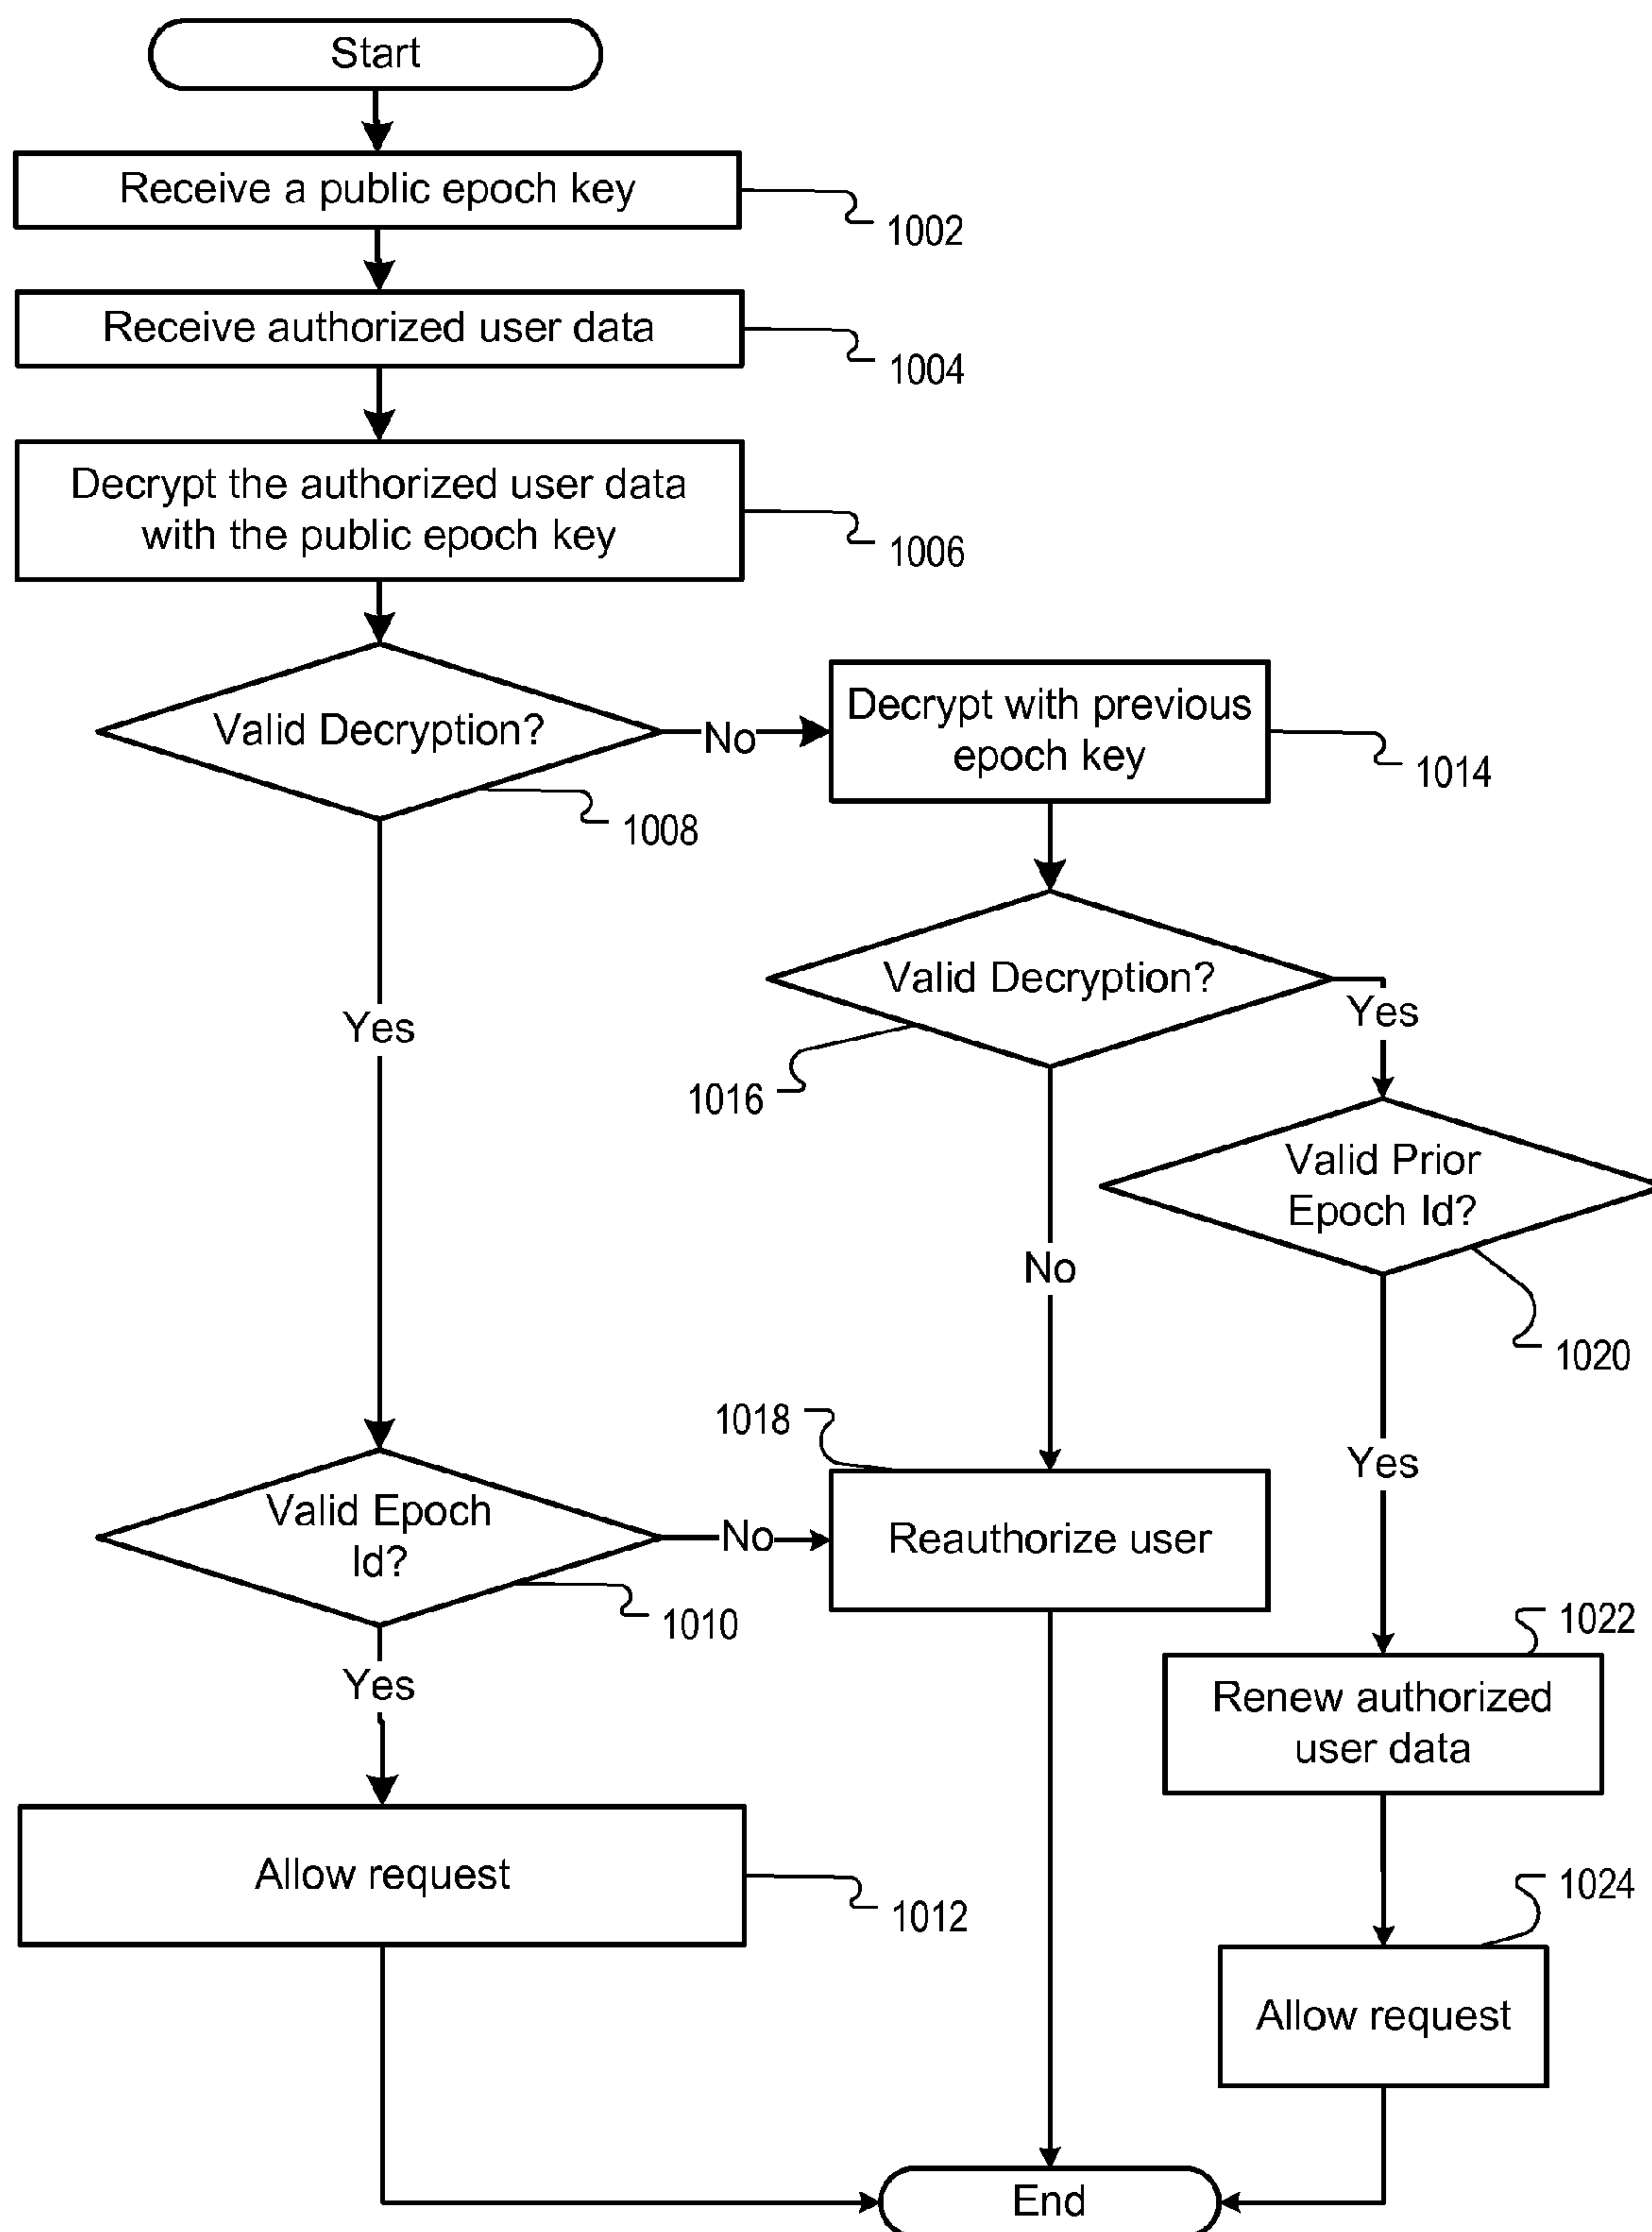 Start
Receive a public epoch key
1002
Receive authorized user data
1004
Decrypt the authorized user data
with the public epoch key
1006
Valid Decryption?
No
1008
Decrypt with previous
epoch key
1014
Yes
Valid Decryption?
Yes
1016
Valid Prior
Epoch Id?
No
1020
1018
Yes
Valid Epoch
Id?
No
1010
Reauthorize user
Yes
1022
Renew authorized
user data
Allow request
1012
1024
Allow request
End